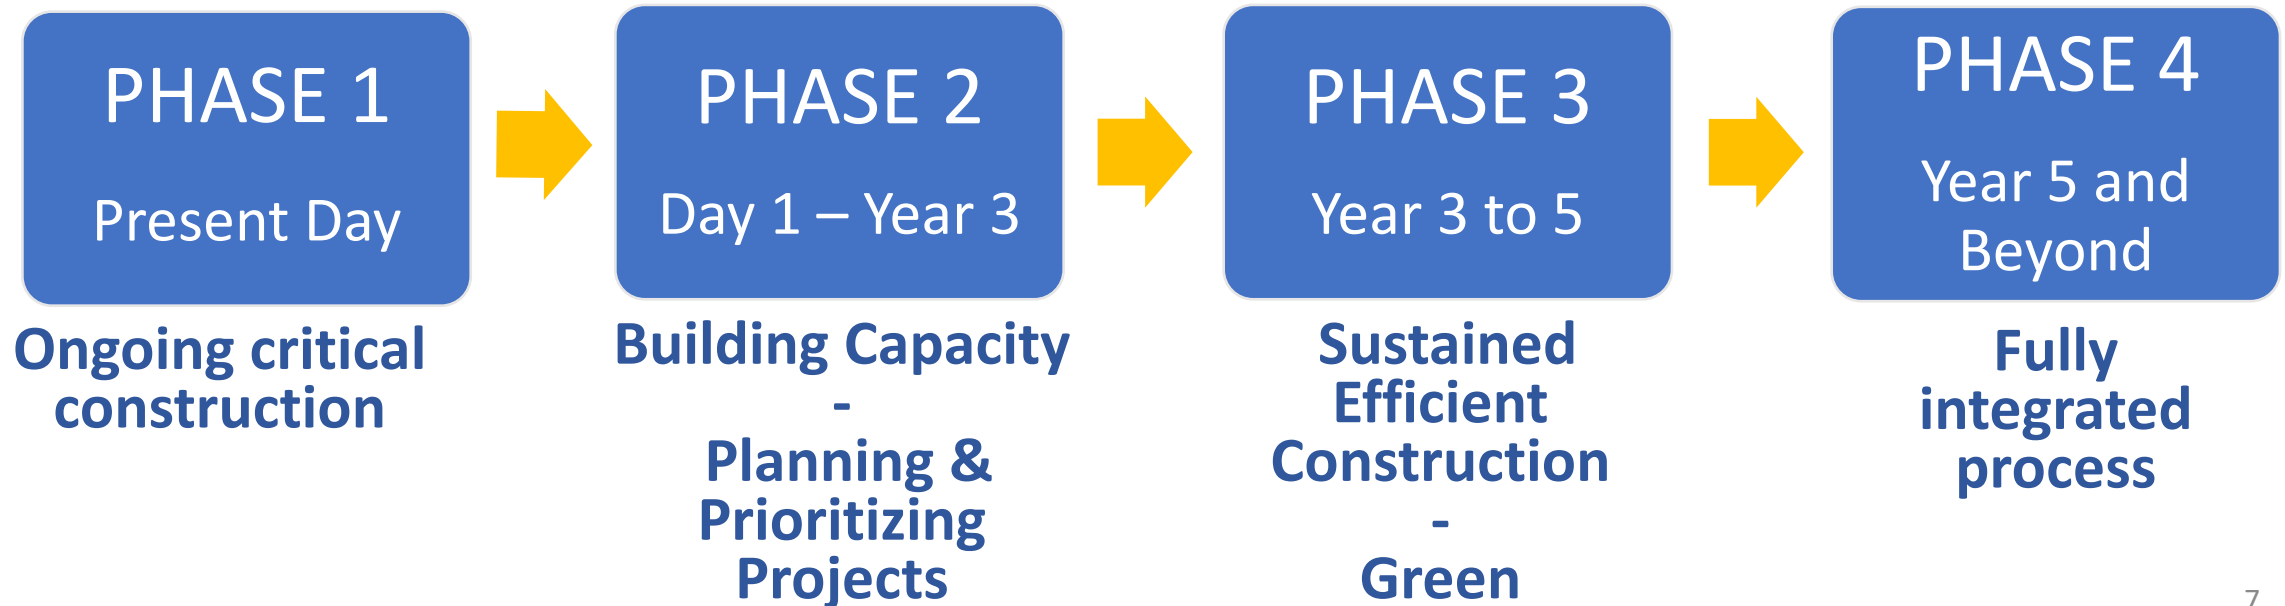 PHASE 1
Present Day
Ongoing critical
construction
PHASE 2
Day 1 – Year 3
Building Capacity
-
Planning &
Prioritizing
Projects
PHASE 3
Year 3 to 5
Sustained
Efficient
Construction
-
Green
PHASE 4
Year 5 and
Beyond
Fully
integrated
process
7